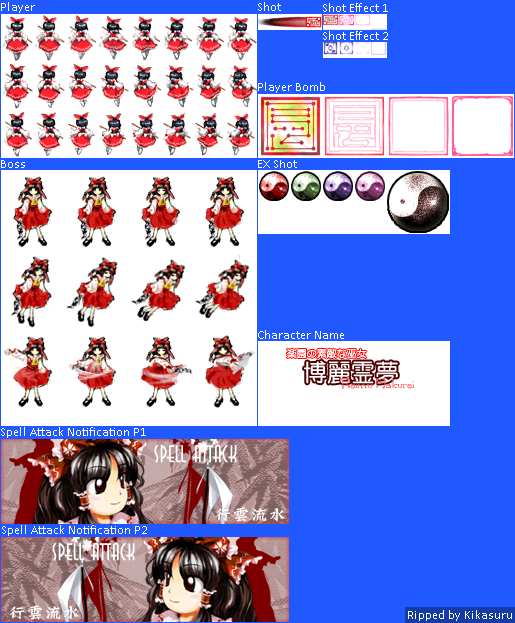 Player
Shot
Shot Effect 1
Shot Effect 2
Player Bomb
Boss
EX Shot
Character Name
楽園の素敵な巫女
博麗霊夢
Reimu Hakurei
Spell Attack Notification P1
SPELL ATTACK
行雲流水
Spell Attack Notification P2
SPELL ATTACK
行雲流水
Ripped by Kikasuru